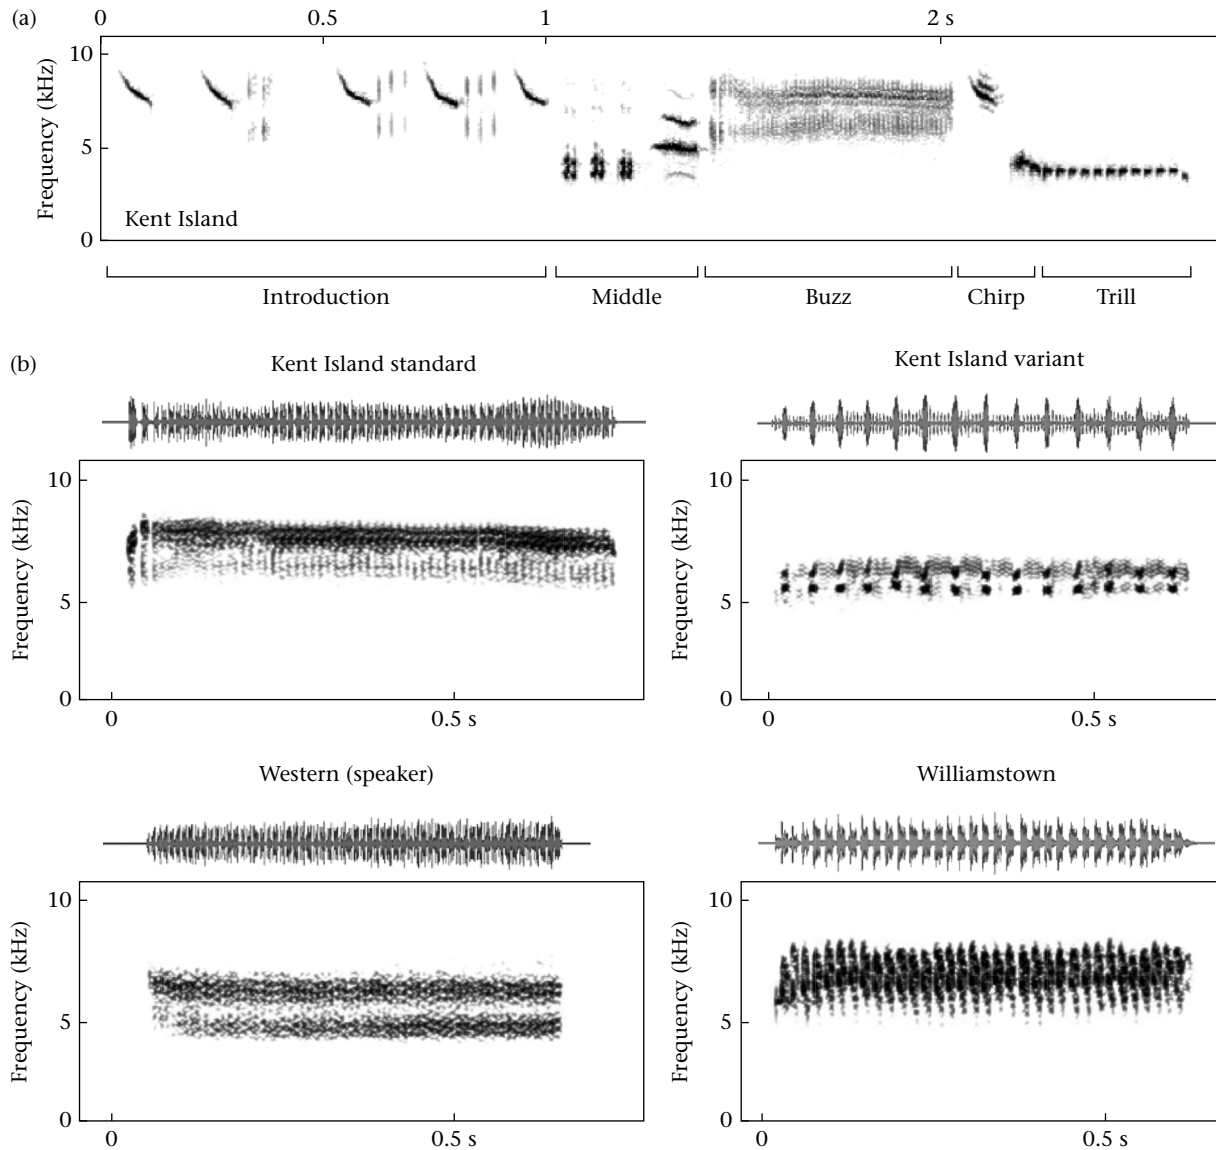 (a)
0 0.5 1 2 s
10
5
0
Frequency (kHz)
Kent Island
Introduction Middle Buzz Chirp Trill
(b)
Kent Island standard
10
5
0
Frequency (kHz)
0 0.5 s
Kent Island variant
10
5
0
Frequency (kHz)
0 0.5 s
Western (speaker)
10
5
0
Frequency (kHz)
0 0.5 s
Williamstown
10
5
0
Frequency (kHz)
0 0.5 s